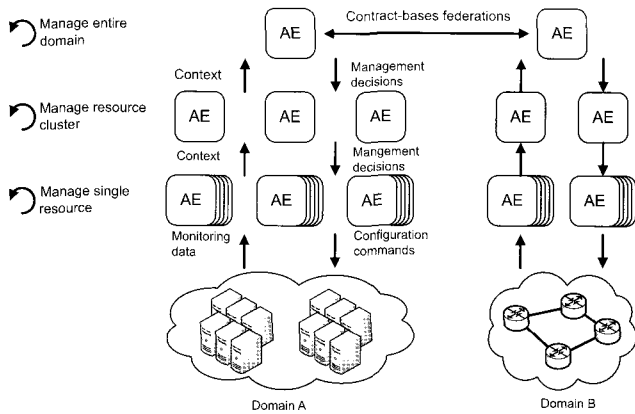 Manage entire
domain
AE
Contract-bases federations
AE
Context
Management
decisions
Manage resource
cluster
AE
AE
AE
AE
AE
Context
Mangement
decisions
Manage single
resource
AE
AE
AE
AE
AE
Monitoring
data
Configuration
commands
Domain A
Domain B